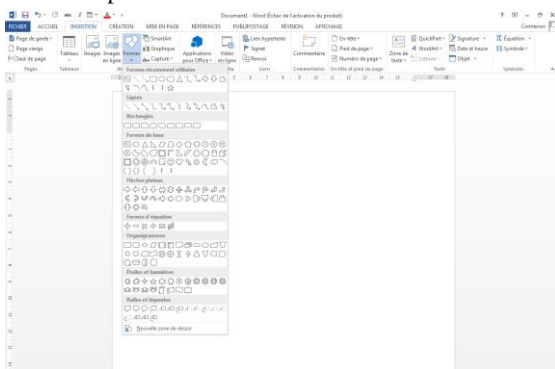 Document1 - Word (Échec de l'activation du produit)
FICHIER ACCUEIL INSERTION CRÉATION MISE EN PAGE RÉFÉRENCES PUBLIPOSTAGE RÉVISION AFFICHAGE Connexion
Page de garde
Page vierge
Saut de page
Pages
Tableau
Tableaux
Images
Images en ligne
Formes
SmartArt
Graphique
Capture
Applications pour Office
Vidéo en ligne
Lien hypertexte
Signet
Renvoi
Liens
Commentaire
Commentaires
En-tête
Pied de page
Numéro de page
En-tête et pied de page
Zone de texte
QuickPart
WordArt
Lettrine
Signature
Date et heure
Objet
Texte
Équation
Symbole
Symboles
Formes récemment utilisées
Lignes
Rectangles
Formes de base
Flèches pleines
Formes d'équation
Organigrammes
Étoiles et bannières
Bulles et légendes
Nouvelle zone de dessin